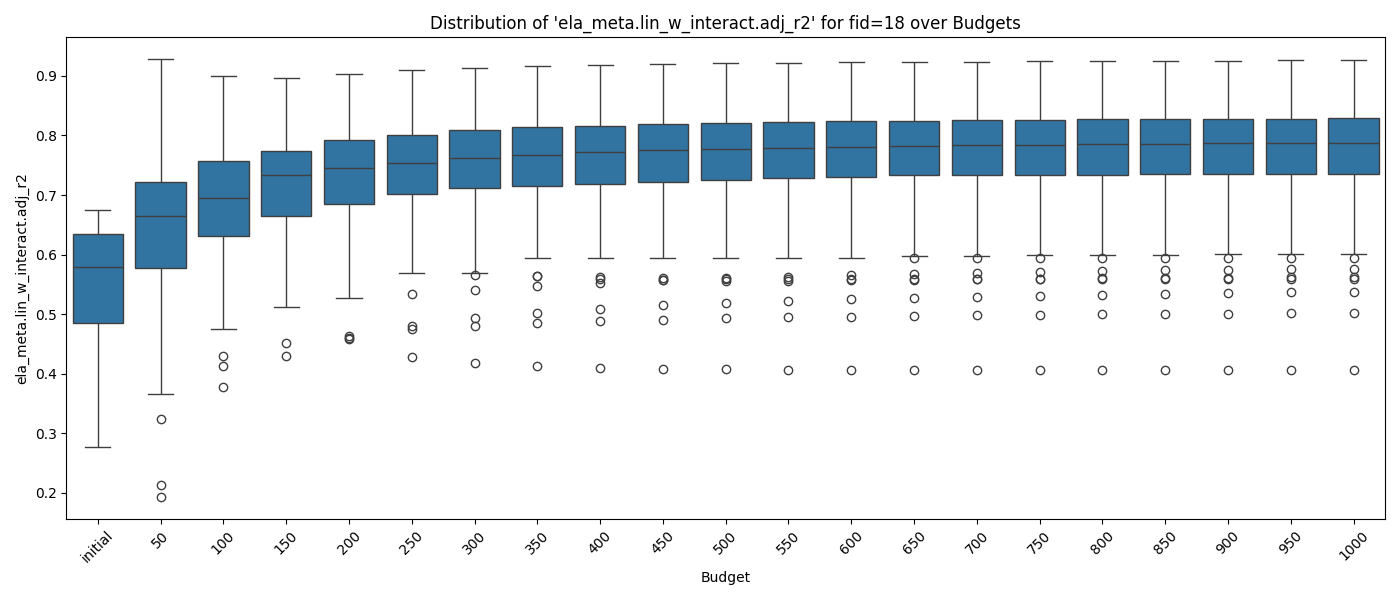 Distribution of 'ela_meta.lin_w_interact.adj_r2' for fid=18 over Budgets
ela_meta.lin_w_interact.adj_r2
0.9
0.8
0.7
0.6
0.5
0.4
0.3
0.2
initial 50 100 150 200 250 300 350 400 450 500 550 600 650 700 750 800 850 900 950 1000
Budget